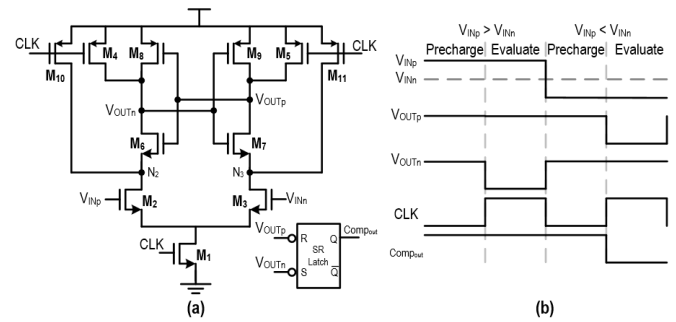 CLK
M4
M8
M9
M5
CLK
M10
M11
VOUTn
VOUTp
M6
M7
N2
N3
VINp
M2
M3
VINn
CLK
M1
VOUTp
VOUTn
R
Q
SR
Latch
S
Q
Compout
(a)
VINp > VINn
VINp < VINn
Precharge
Evaluate
Precharge
Evaluate
VINp
VINn
VOUTp
VOUTn
CLK
Compout
(b)